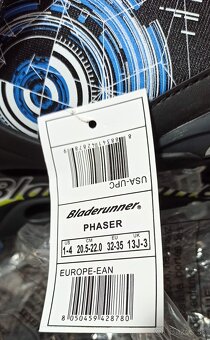 USA-UPC
Bladerunner®
PHASER
US CM EU UK
1-4 20.5-22.0 32-35 13J-3
EUROPE-EAN
8 050459 428780